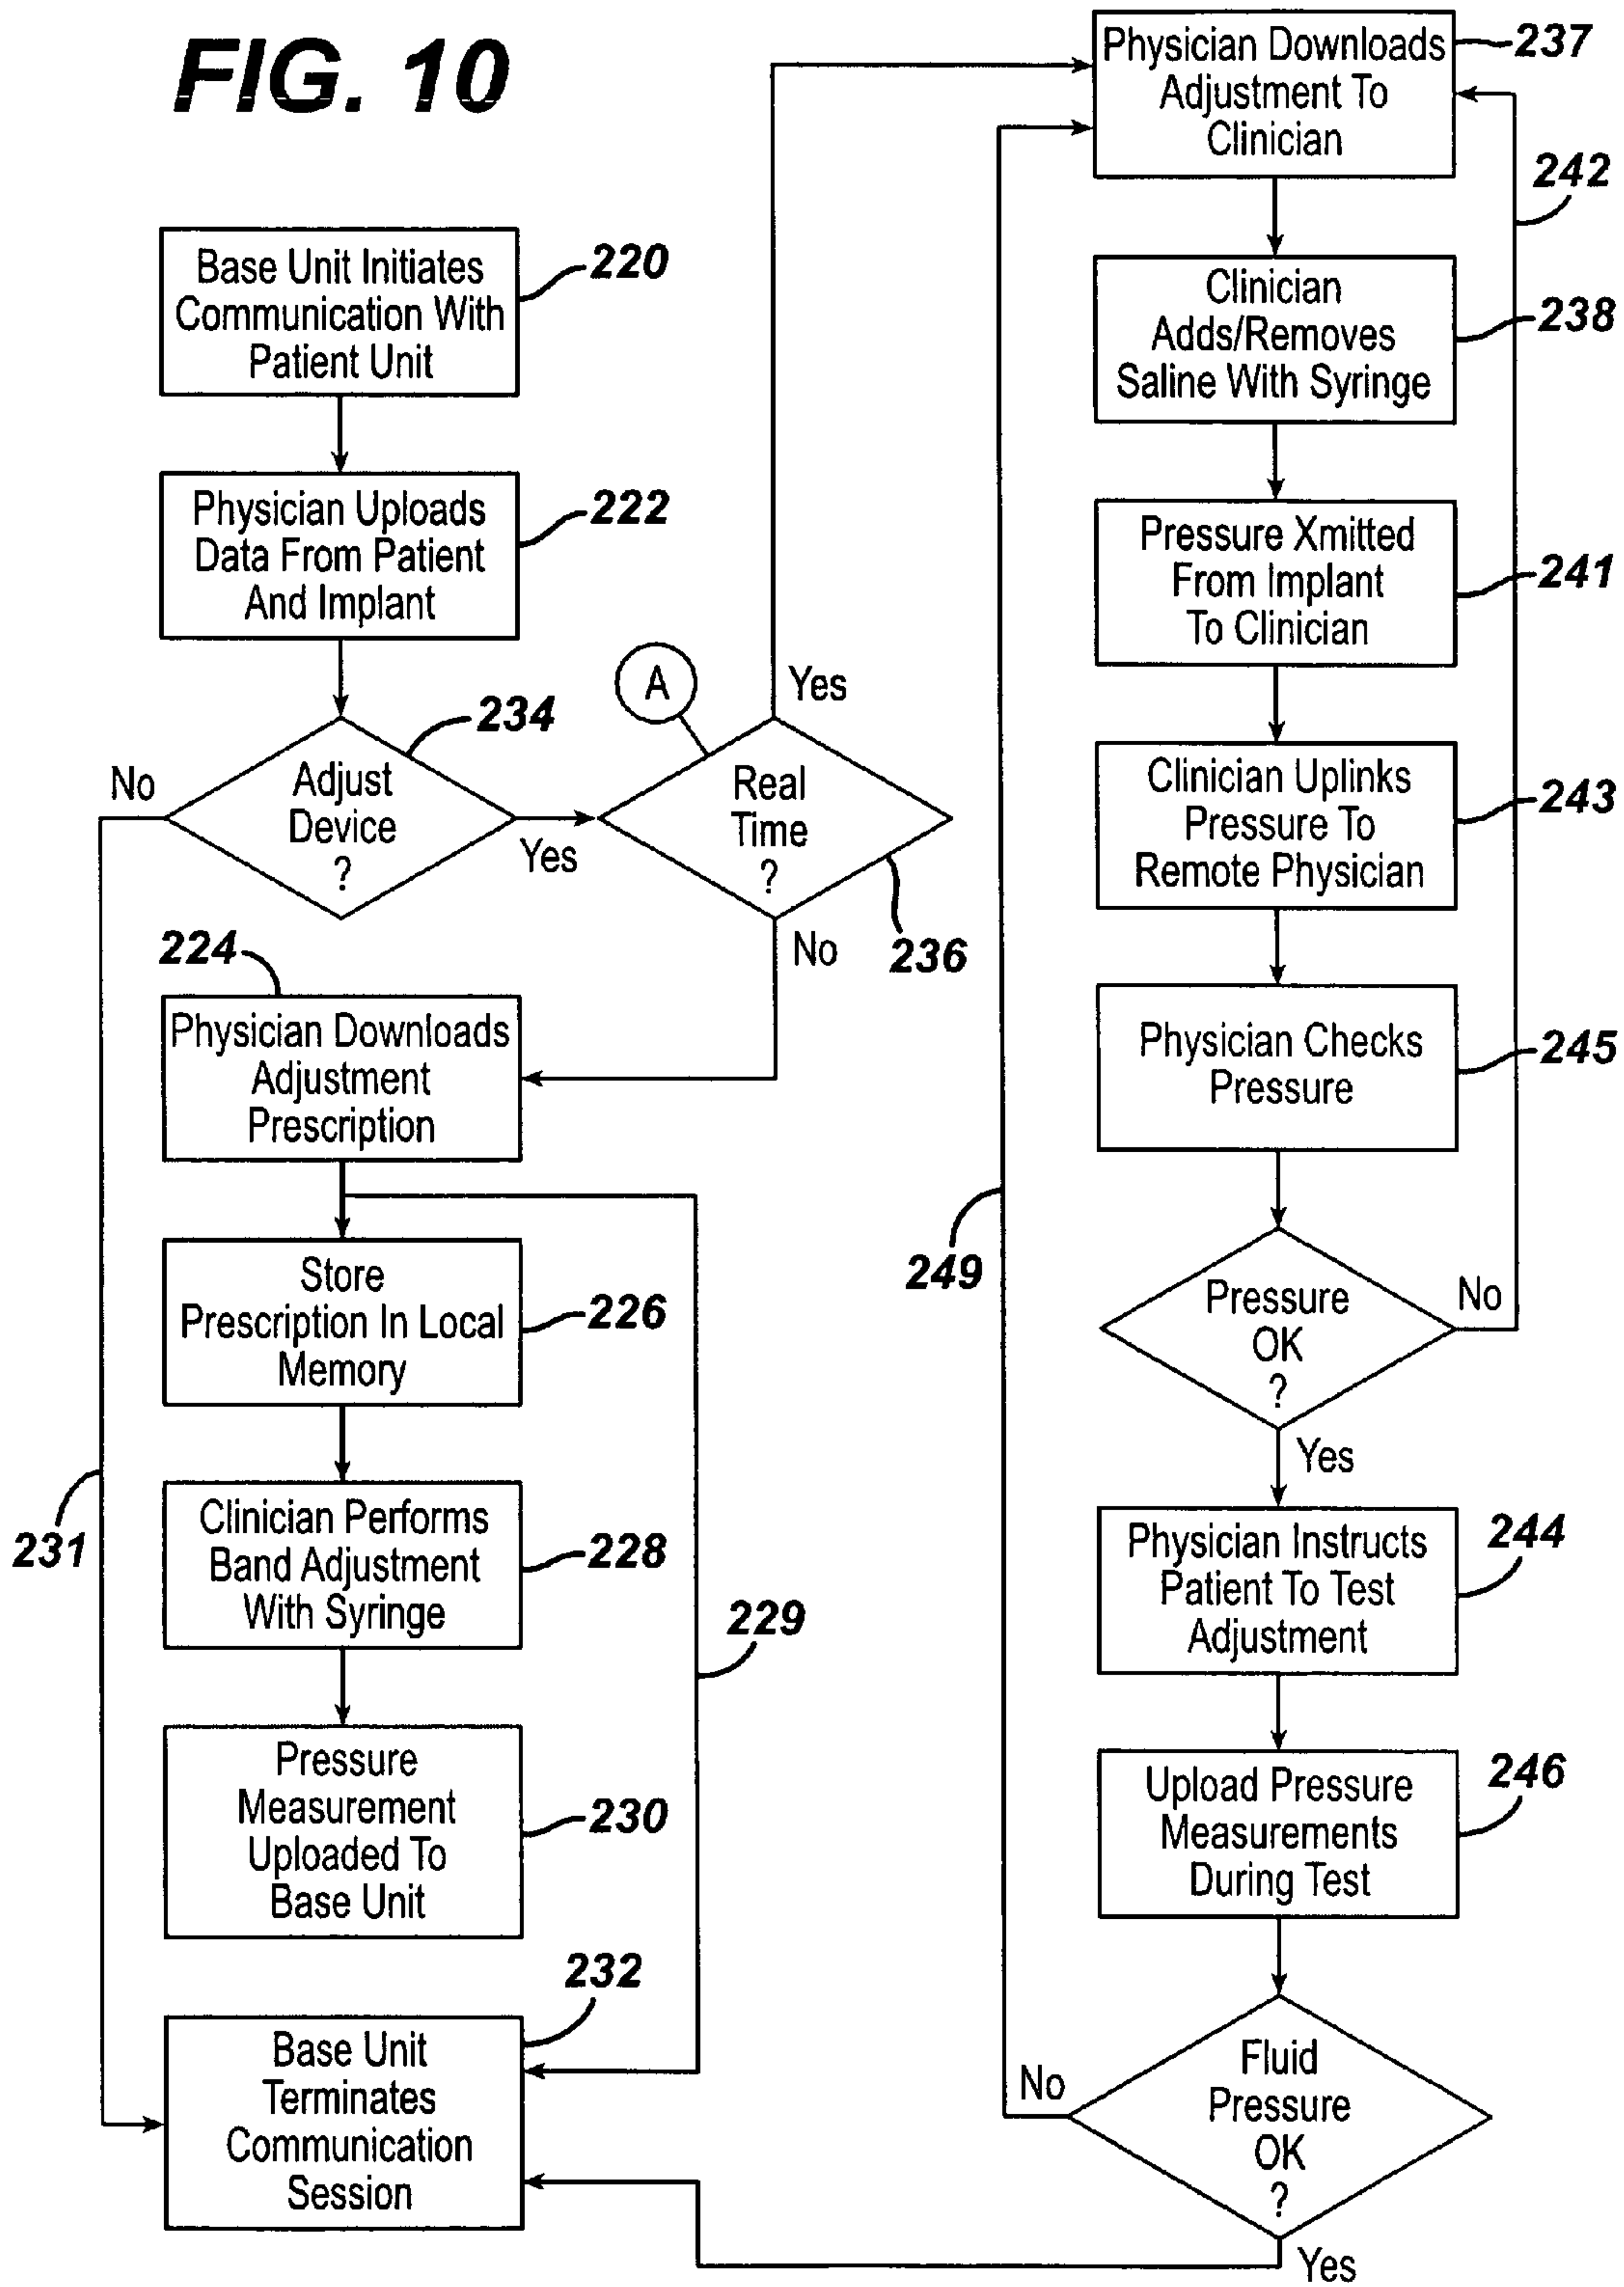 FIG. 10
Base Unit Initiates
Communication With
Patient Unit
220
Physician Uploads
Data From Patient
And Implant
222
Adjust
Device
?
234
No
Yes
A
Real
Time
?
236
Yes
No
224
Physician Downloads
Adjustment
Prescription
Store
Prescription In Local
Memory
226
Clinician Performs
Band Adjustment
With Syringe
228
229
231
Pressure
Measurement
Uploaded To
Base Unit
230
232
Base Unit
Terminates
Communication
Session
Physician Downloads
Adjustment To
Clinician
237
242
Clinician
Adds/Removes
Saline With Syringe
238
Pressure Xmitted
From Implant
To Clinician
241
Clinician Uplinks
Pressure To
Remote Physician
243
Physician Checks
Pressure
245
249
Pressure
OK
?
No
Yes
Physician Instructs
Patient To Test
Adjustment
244
Upload Pressure
Measurements
During Test
246
Fluid
Pressure
OK
?
No
Yes